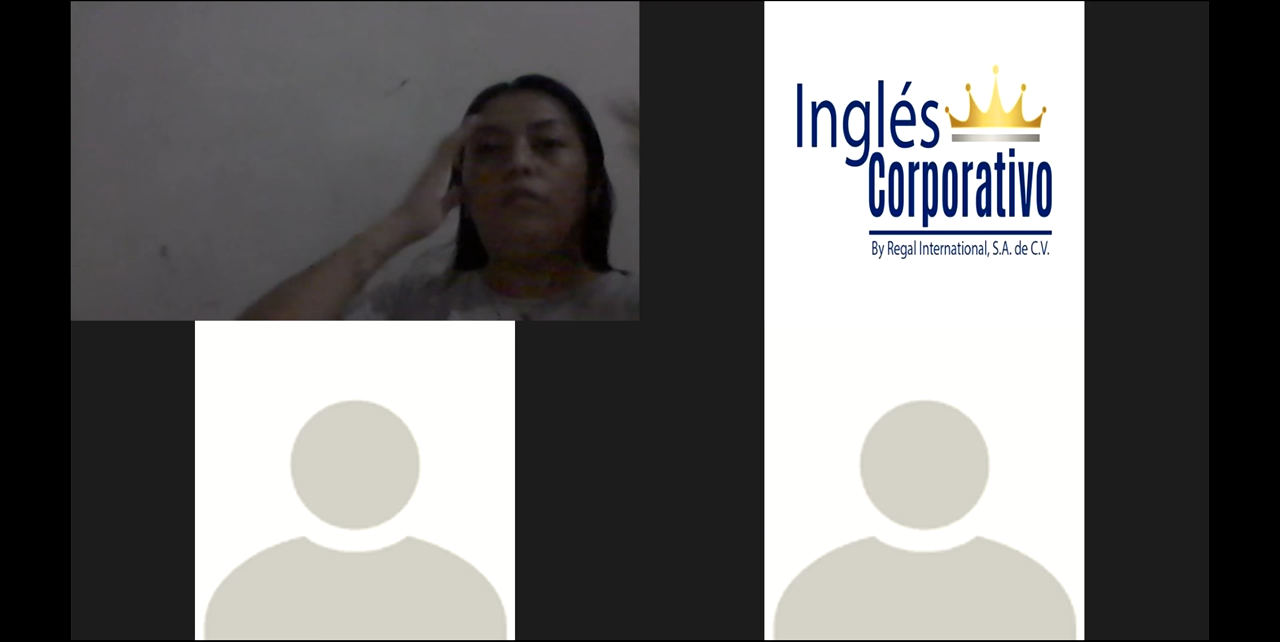 Inglés
Corporativo
By Regal International, S.A. de C.V.